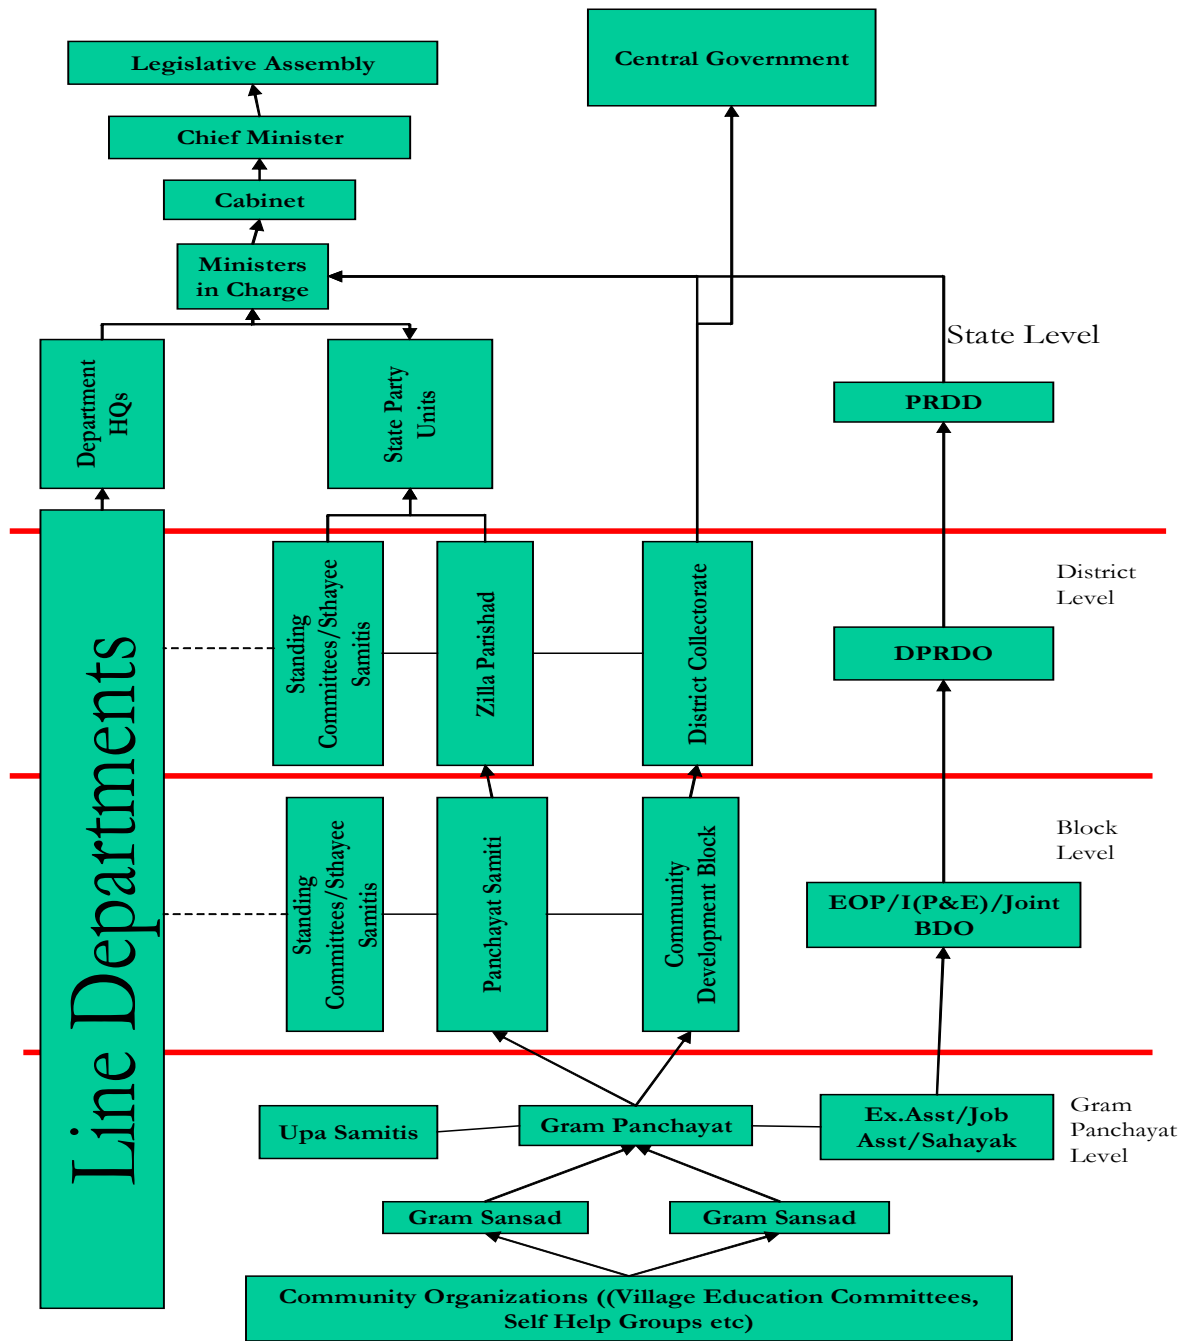 Legislative Assembly
Central Government
Chief Minister
Cabinet
Ministers
in Charge
State Level
Department
HQs
State Party
Units
PRDD
Line Departments
Standing
Committees/Sthayee
Samitis
Zilla Parishad
District Collectorate
District
Level
DPRDO
Standing
Committees/Sthayee
Samitis
Panchayat Samiti
Community
Development Block
Block
Level
EOP/I(P&E)/Joint
BDO
Upa Samitis
Gram Panchayat
Ex.Asst/Job
Asst/Sahayak
Gram
Panchayat
Level
Gram Sansad
Gram Sansad
Community Organizations ((Village Education Committees,
Self Help Groups etc)